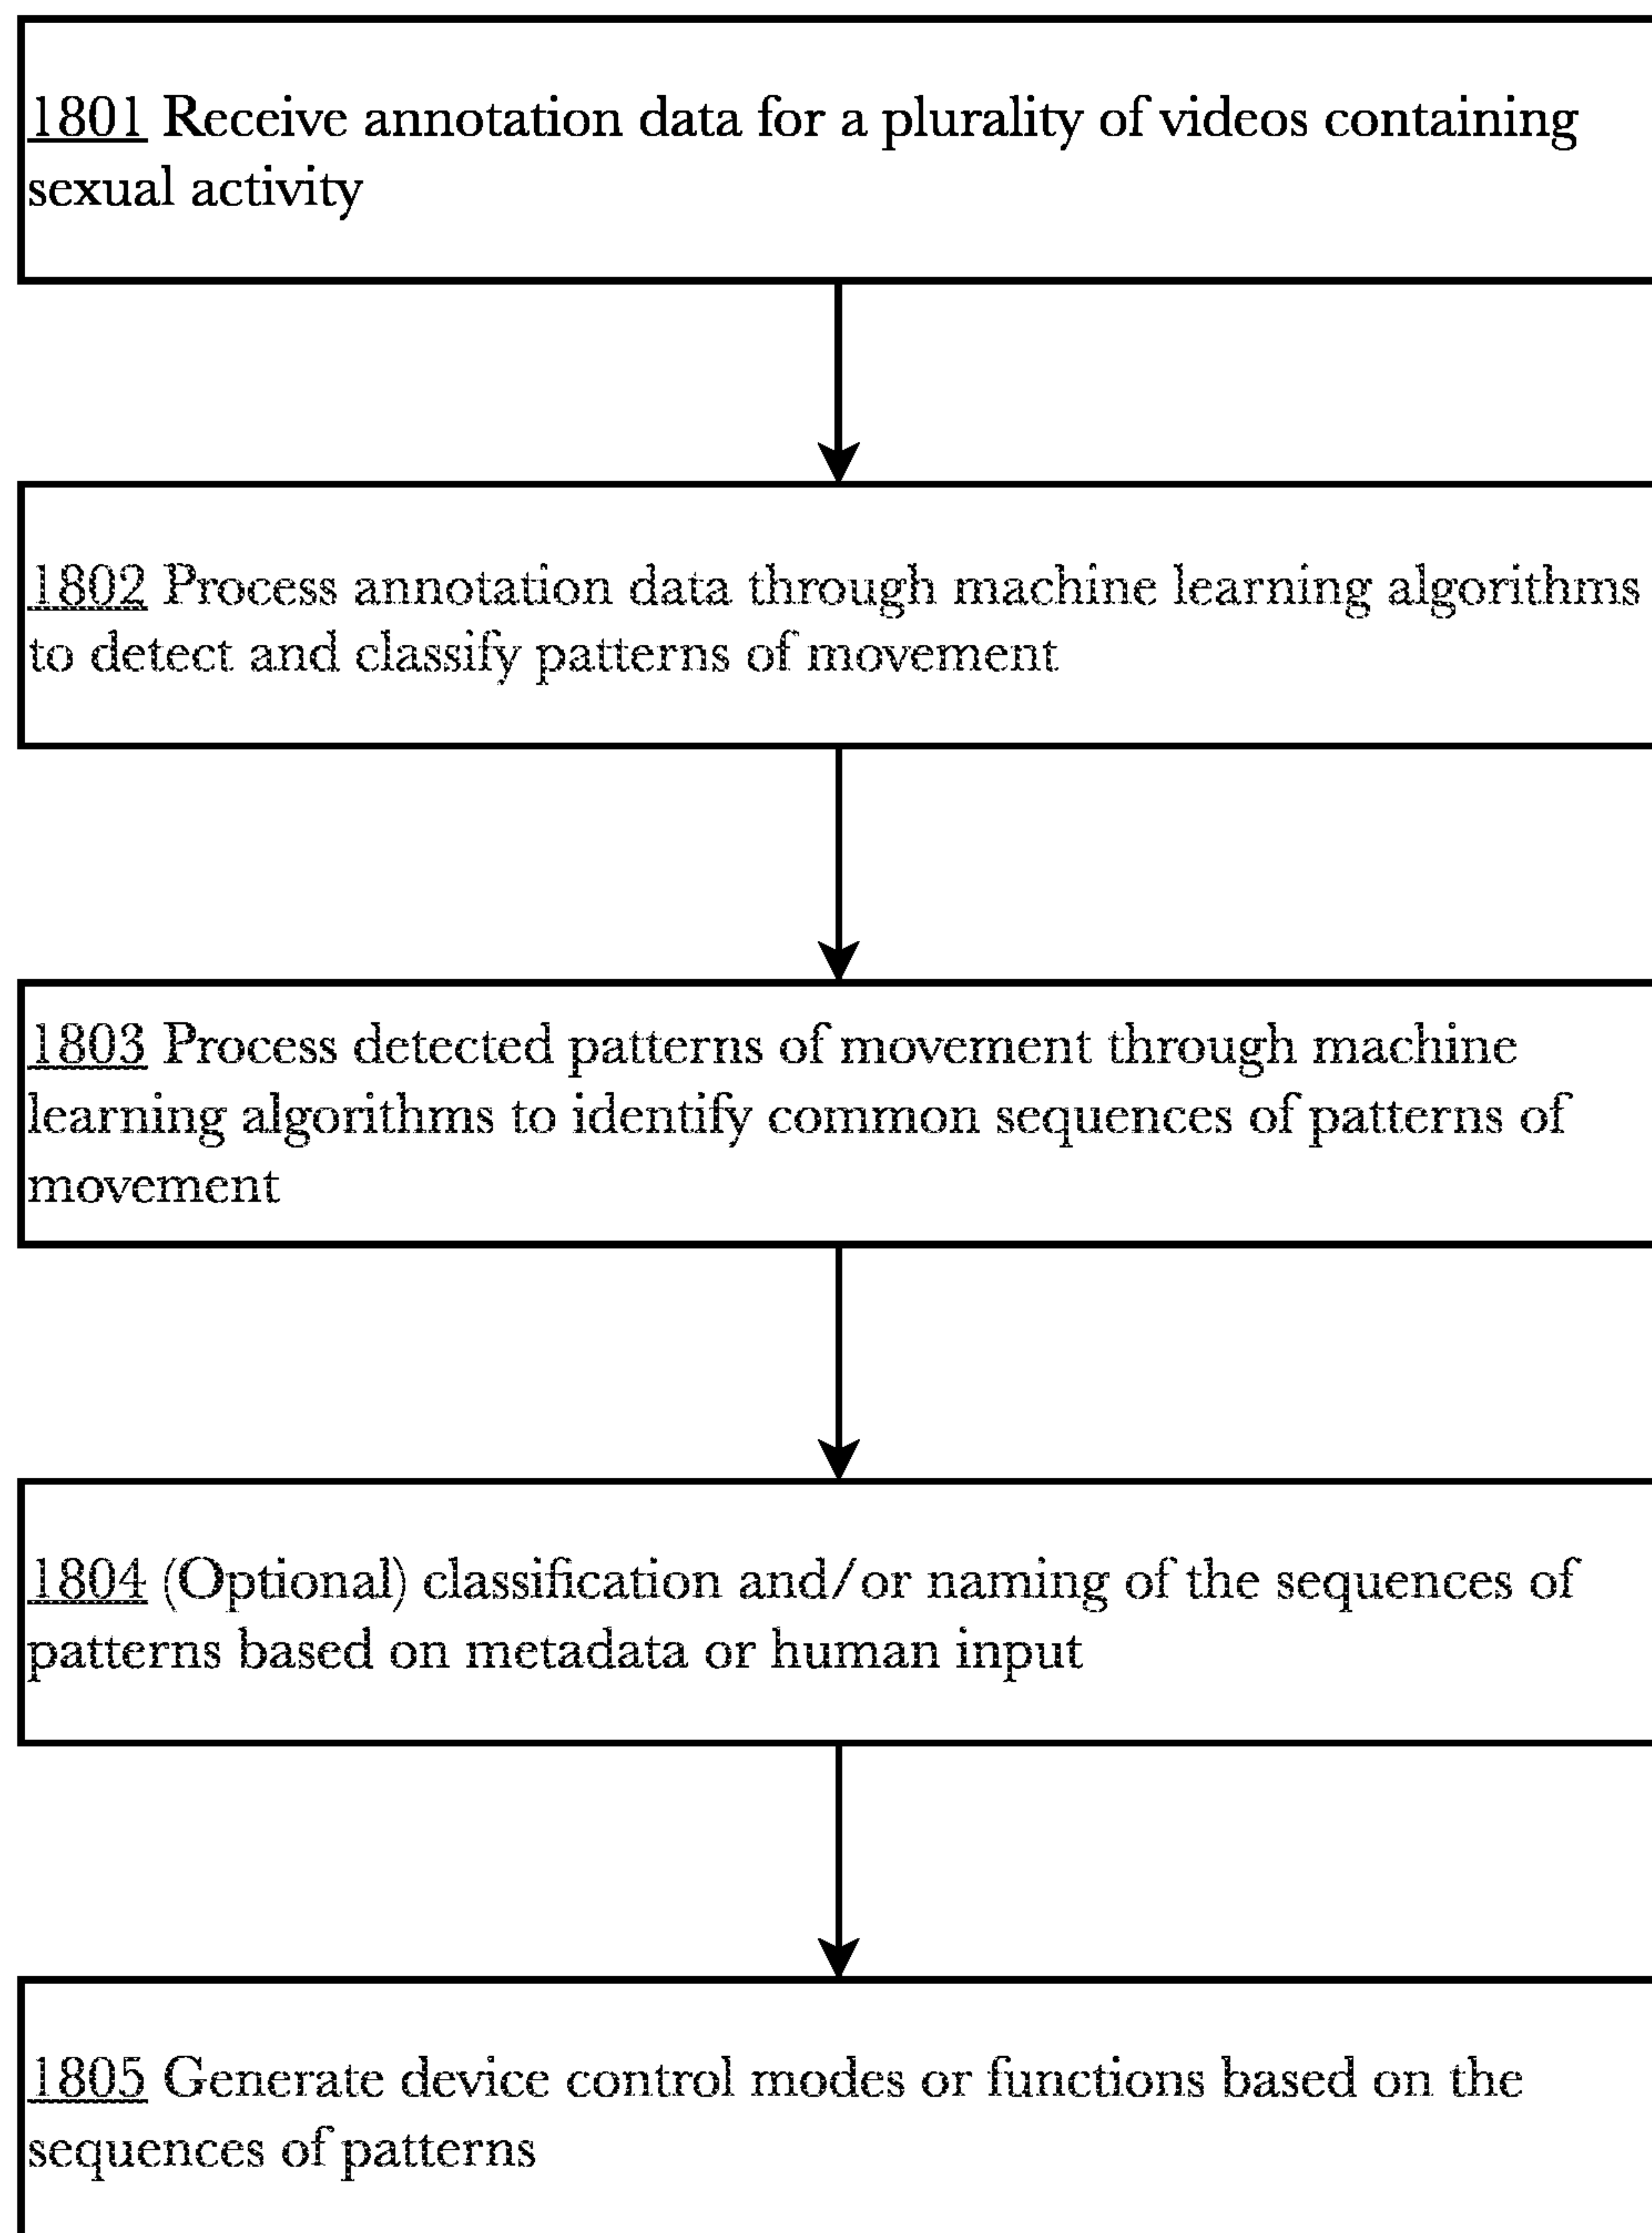 1801 Receive annotation data for a plurality of videos containing
sexual activity
1802 Process annotation data through machine learning algorithms
to detect and classify patterns of movement
1803 Process detected patterns of movement through machine
learning algorithms to identify common sequences of patterns of
movement
1804 (Optional) classification and/or naming of the sequences of
patterns based on metadata or human input
1805 Generate device control modes or functions based on the
sequences of patterns